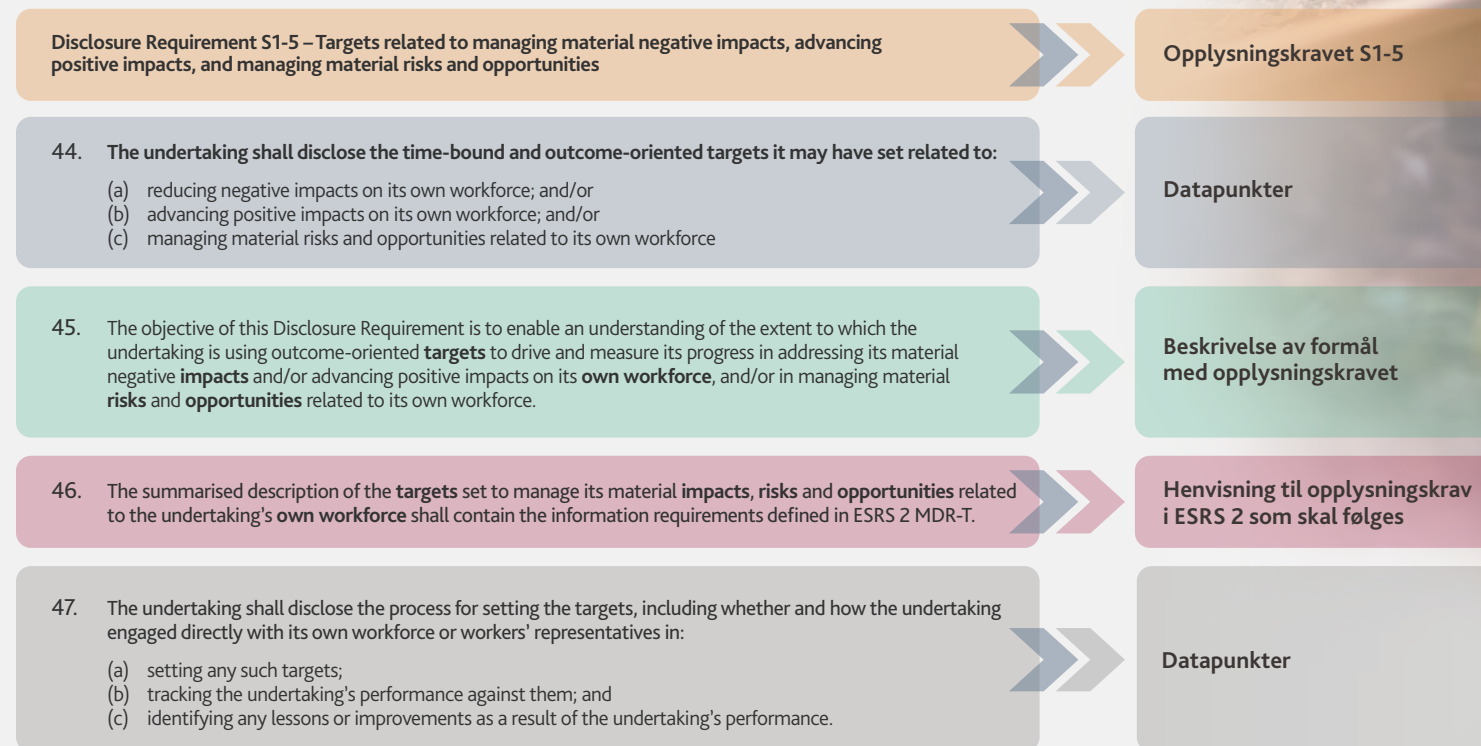 Disclosure Requirement S1-5 – Targets related to managing material negative impacts, advancing
positive impacts, and managing material risks and opportunities
Opplysningskravet S1-5
44. The undertaking shall disclose the time-bound and outcome-oriented targets it may have set related to:
(a) reducing negative impacts on its own workforce; and/or
(b) advancing positive impacts on its own workforce; and/or
(c) managing material risks and opportunities related to its own workforce
Datapunkter
45. The objective of this Disclosure Requirement is to enable an understanding of the extent to which the
undertaking is using outcome-oriented targets to drive and measure its progress in addressing its material
negative impacts and/or advancing positive impacts on its own workforce, and/or in managing material
risks and opportunities related to its own workforce.
Beskrivelse av formål
med opplysningskravet
46. The summarised description of the targets set to manage its material impacts, risks and opportunities related
to the undertaking's own workforce shall contain the information requirements defined in ESRS 2 MDR-T.
Henvisning til opplysningskrav
i ESRS 2 som skal følges
47. The undertaking shall disclose the process for setting the targets, including whether and how the undertaking
engaged directly with its own workforce or workers' representatives in:
(a) setting any such targets;
(b) tracking the undertaking's performance against them; and
(c) identifying any lessons or improvements as a result of the undertaking's performance.
Datapunkter